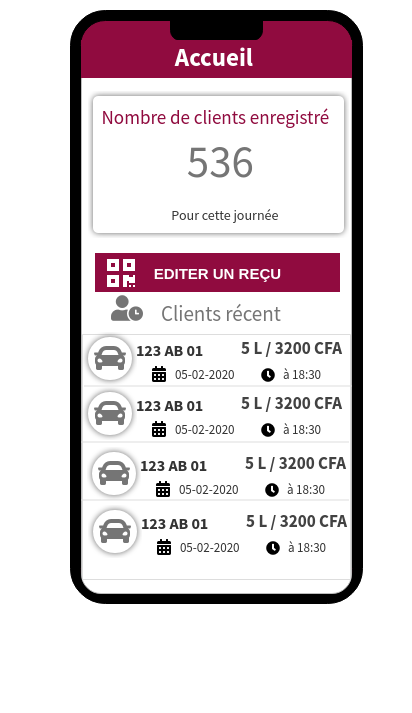 Accueil
Nombre de clients enregistré
536
Pour cette journée
EDITER UN REÇU
Clients récent
123 AB 01 5 L / 3200 CFA
05-02-2020 à 18:30
123 AB 01 5 L / 3200 CFA
05-02-2020 à 18:30
123 AB 01 5 L / 3200 CFA
05-02-2020 à 18:30
123 AB 01 5 L / 3200 CFA
05-02-2020 à 18:30